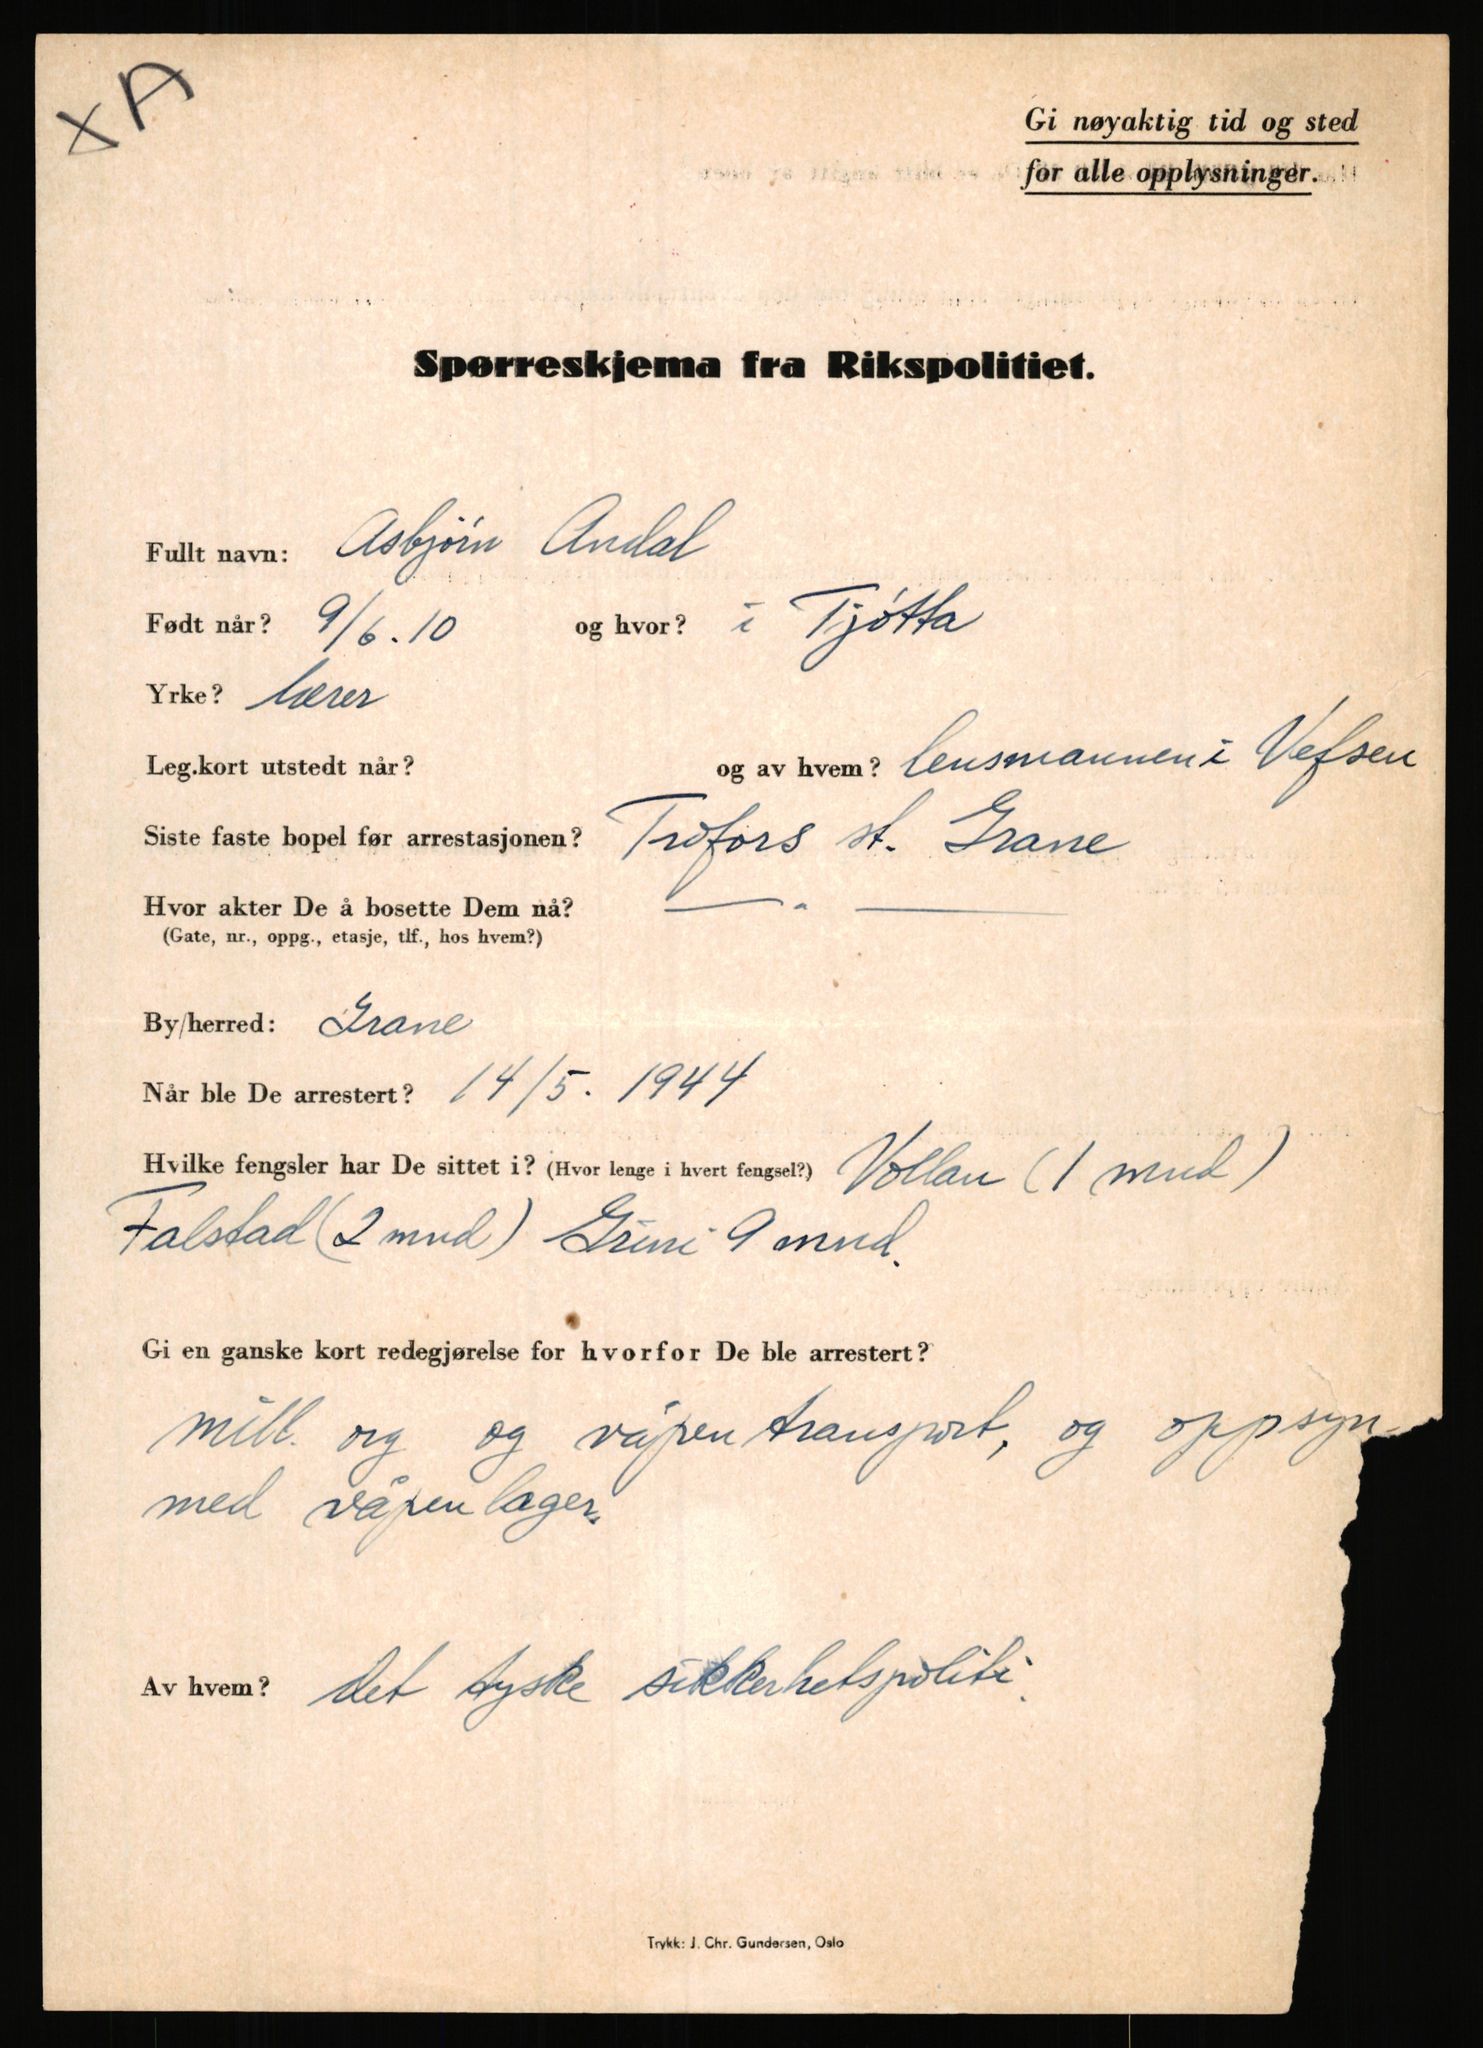 XA
Gi nøyaktig tid og sted
for alle opplysninger.
Spørreskjema fra Rikspolitiet.
Fullt navn: Asbjørn Andal
Født når? 9/6.10 og hvor? i Tjøtta
Yrke? lærer
Leg.kort utstedt når? og av hvem? lensmannen i Vefsen
Siste faste bopel før arrestasjonen? Trofors st. Grane
Hvor akter De å bosette Dem nå? — „ —
(Gate, nr., oppg., etasje, tlf., hos hvem?)
By/herred: Grane
Når ble De arrestert? 14/5. 1944
Hvilke fengsler har De sittet i? (Hvor lenge i hvert fengsel?) Vollan (1 mnd)
Falstad (2 mnd) Grini 9 mnd.
Gi en ganske kort redegjørelse for hvorfor De ble arrestert?
mill. org og våpentransport, og oppsyn
med våpenlager.
Av hvem? det tyske sikkerhetspoliti.
Trykk: J. Chr. Gundersen, Oslo